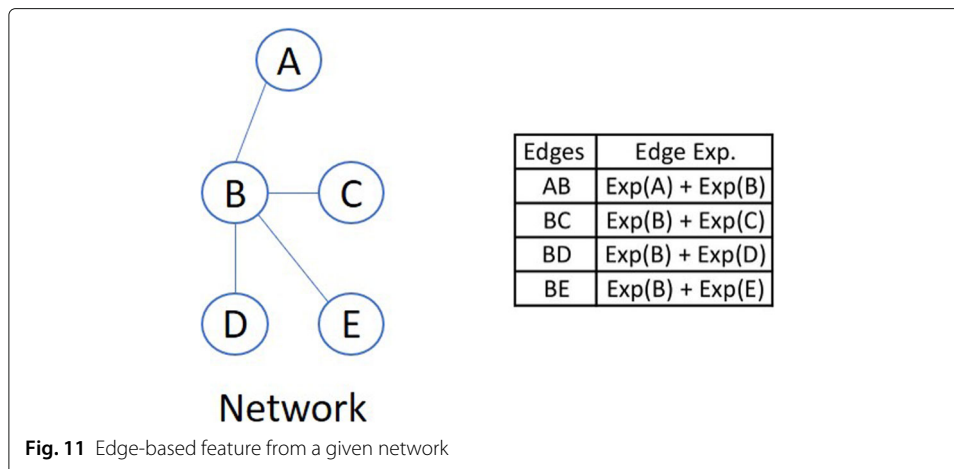 A
B
C
D
E
Network
Edges Edge Exp.
AB Exp(A) + Exp(B)
BC Exp(B) + Exp(C)
BD Exp(B) + Exp(D)
BE Exp(B) + Exp(E)
Fig. 11 Edge-based feature from a given network